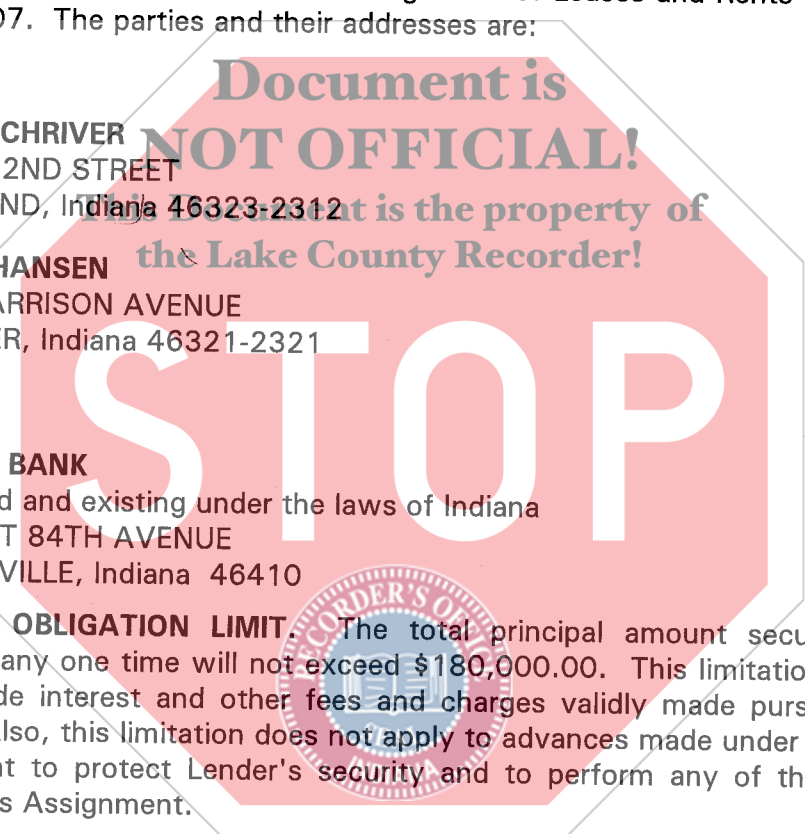 07. The parties and their addresses are:
Document is
NOT OFFICIAL!
This Document is the property of
the Lake County Recorder!
CHRIVER
2ND STREET
ND, Indiana 46323-2312
HANSEN
ARRISON AVENUE
ER, Indiana 46321-2321
STOP
BANK
d and existing under the laws of Indiana
T 84TH AVENUE
VILLE, Indiana 46410
OBLIGATION LIMIT. The total principal amount secu
any one time will not exceed $180,000.00. This limitatio
de interest and other fees and charges validly made purs
lso, this limitation does not apply to advances made under
nt to protect Lender's security and to perform any of th
s Assignment.
RECORDER'S OF